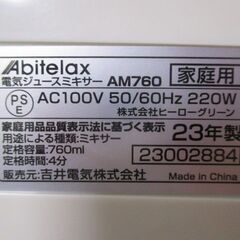 Abitelax
電気ジュースミキサー AM760 家庭用
PS E AC100V 50/60Hz 220W
株式会社ヒーローグリーン
家庭用品品質表示法に基づく表示
用途による種類:ミキサー 23年製
定格容量:760ml
定格時間:4分 23002884
販売元:吉井電気株式会社
Made in China